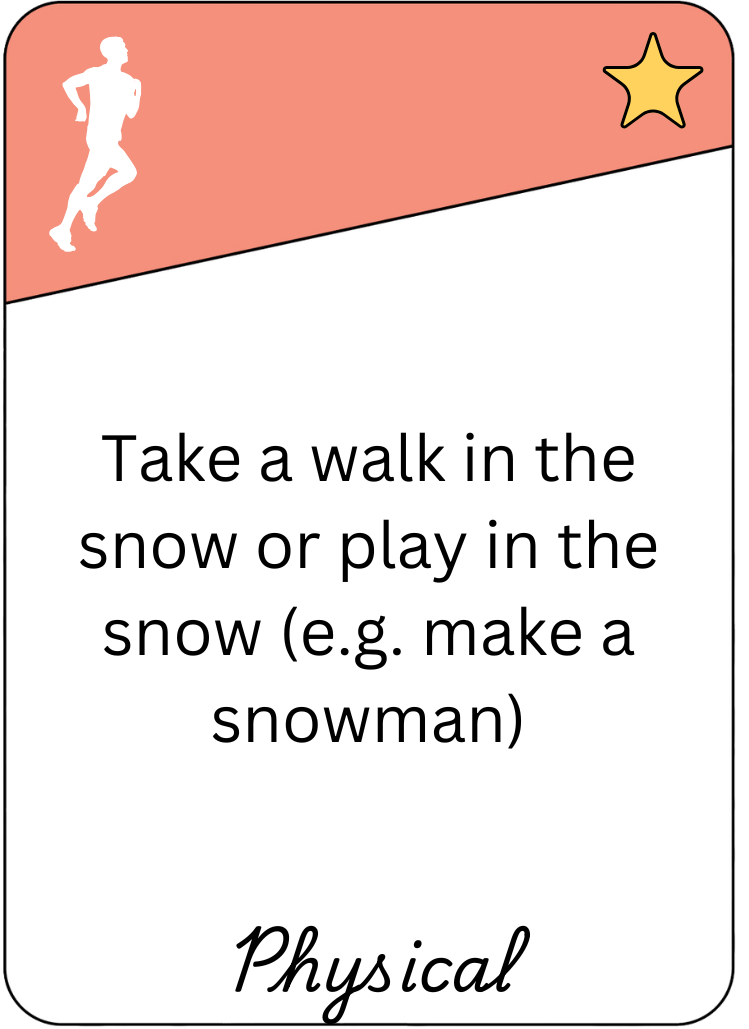 Take a walk in the
snow or play in the
snow (e.g. make a
snowman)
Physical